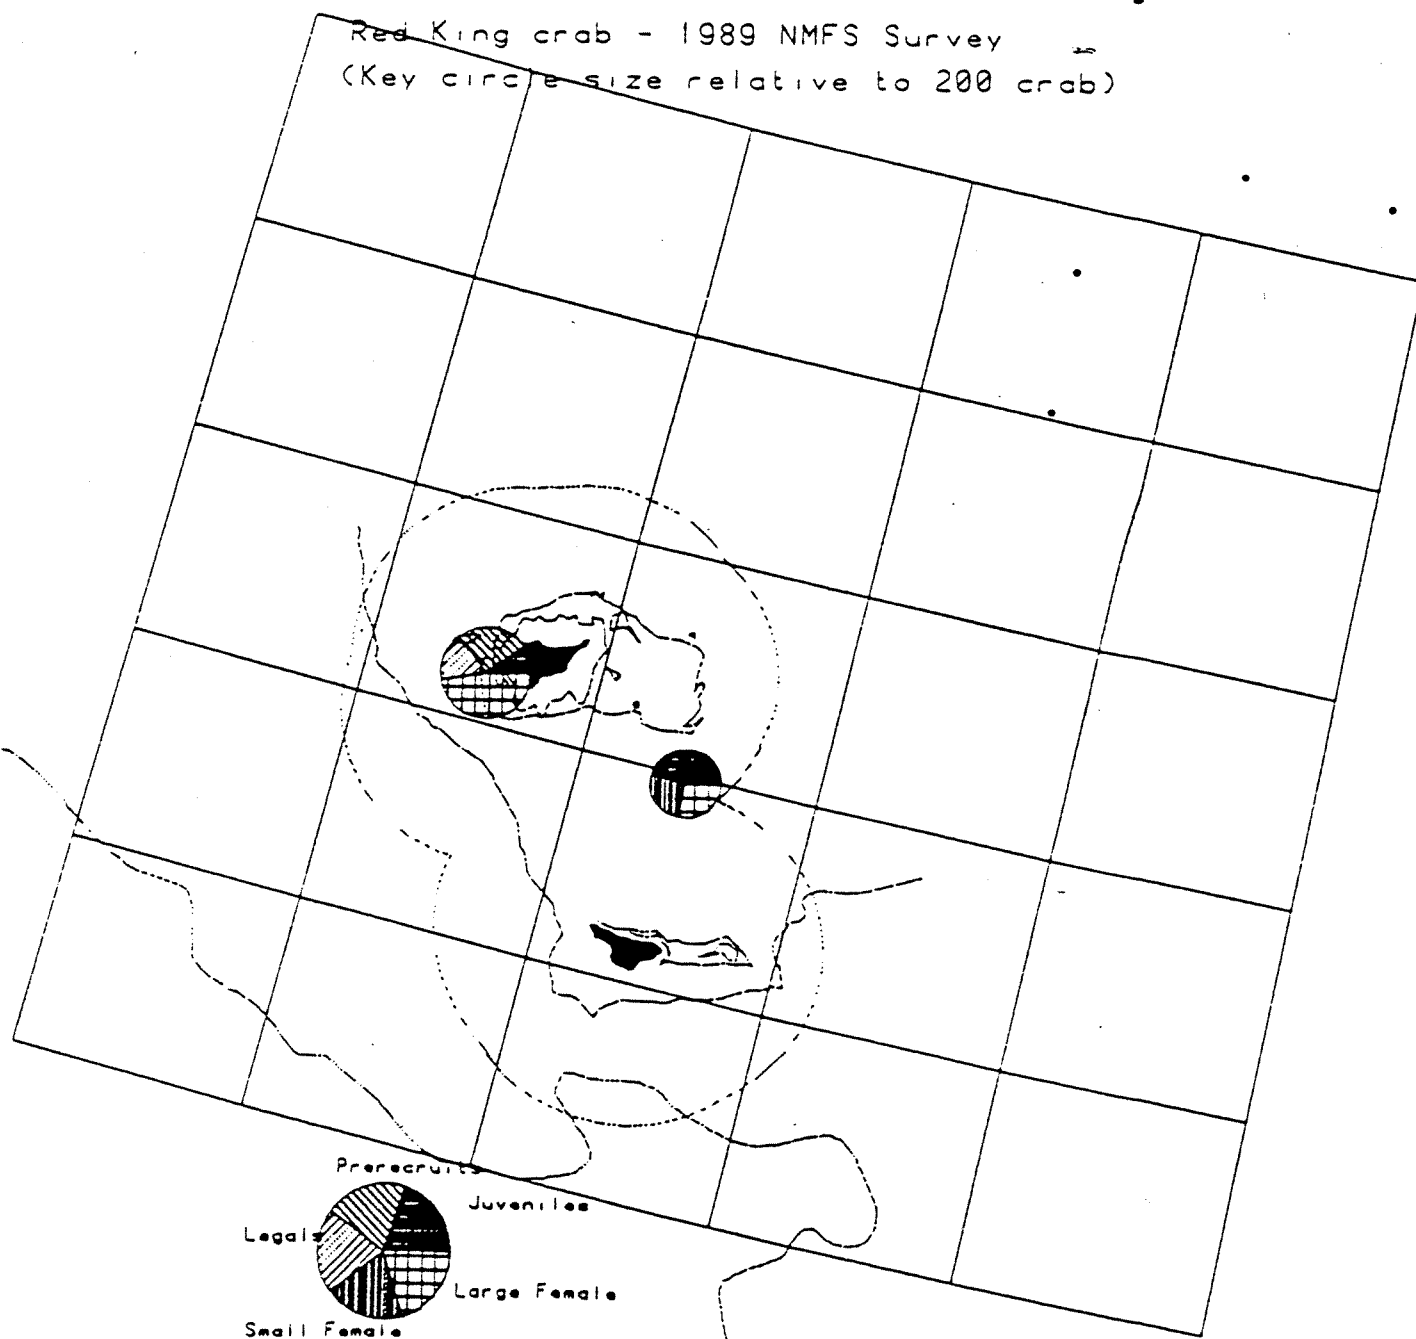 Red King crab - 1989 NMFS Survey
(Key circle size relative to 200 crab)
Prerecruits
Juveniles
Legals
Large Female
Small Female